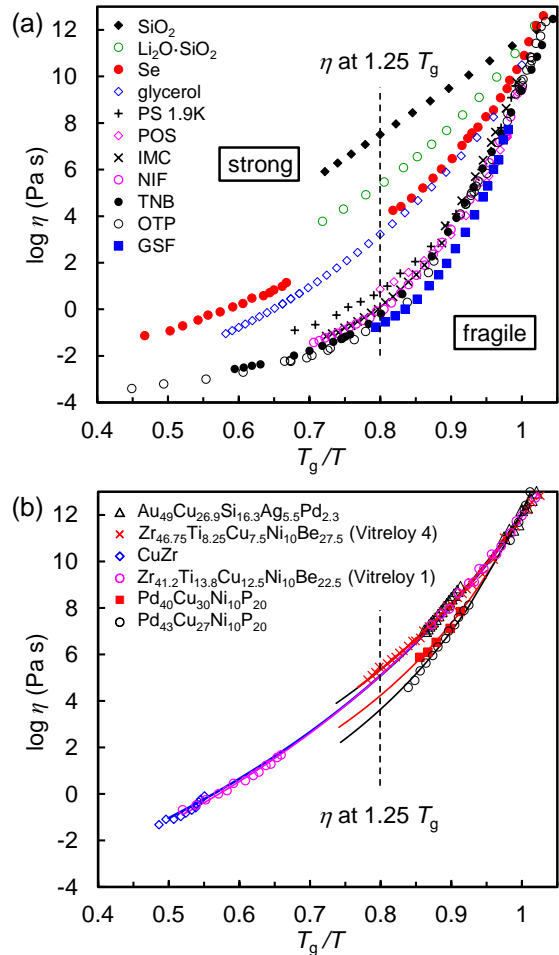 (a)
SiO₂
Li₂O·SiO₂
Se
glycerol
PS 1.9K
POS
IMC
NIF
TNB
OTP
GSF
η at 1.25 Tg
strong
fragile
12
10
8
6
4
2
0
-2
-4
log η (Pa s)
0.4 0.5 0.6 0.7 0.8 0.9 1
Tg/T
(b)
Au₄₉Cu₂₆.₉Si₁₆.₃Ag₅.₅Pd₂.₃
Zr₄₆.₇₅Ti₈.₂₅Cu₇.₅Ni₁₀Be₂₇.₅ (Vitreloy 4)
CuZr
Zr₄₁.₂Ti₁₃.₈Cu₁₂.₅Ni₁₀Be₂₂.₅ (Vitreloy 1)
Pd₄₀Cu₃₀Ni₁₀P₂₀
Pd₄₃Cu₂₇Ni₁₀P₂₀
η at 1.25 Tg
12
10
8
6
4
2
0
-2
-4
log η (Pa s)
0.4 0.5 0.6 0.7 0.8 0.9 1
Tg/T